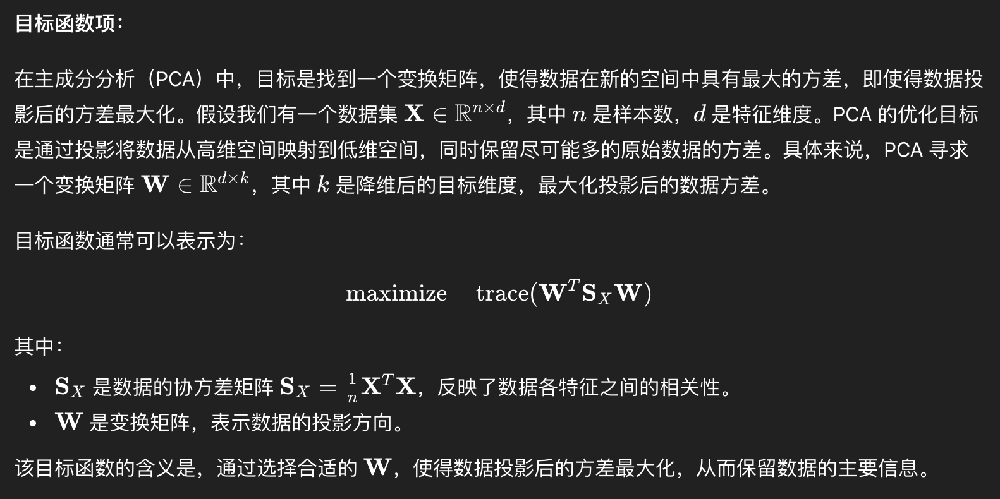 目标函数项：
在主成分分析（PCA）中，目标是找到一个变换矩阵，使得数据在新的空间中具有最大的方差，即使得数据投
影后的方差最大化。假设我们有一个数据集 $\mathbf{X} \in \mathbb{R}^{n \times d}$，其中 $n$ 是样本数，$d$ 是特征维度。PCA 的优化目标
是通过投影将数据从高维空间映射到低维空间，同时保留尽可能多的原始数据的方差。具体来说，PCA 寻求
一个变换矩阵 $\mathbf{W} \in \mathbb{R}^{d \times k}$，其中 $k$ 是降维后的目标维度，最大化投影后的数据方差。
目标函数通常可以表示为：
$\text{maximize} \quad \text{trace}(\mathbf{W}^T \mathbf{S}_X \mathbf{W})$
其中：
• $\mathbf{S}_X$ 是数据的协方差矩阵 $\mathbf{S}_X = \frac{1}{n} \mathbf{X}^T \mathbf{X}$，反映了数据各特征之间的相关性。
• $\mathbf{W}$ 是变换矩阵，表示数据的投影方向。
该目标函数的含义是，通过选择合适的 $\mathbf{W}$，使得数据投影后的方差最大化，从而保留数据的主要信息。